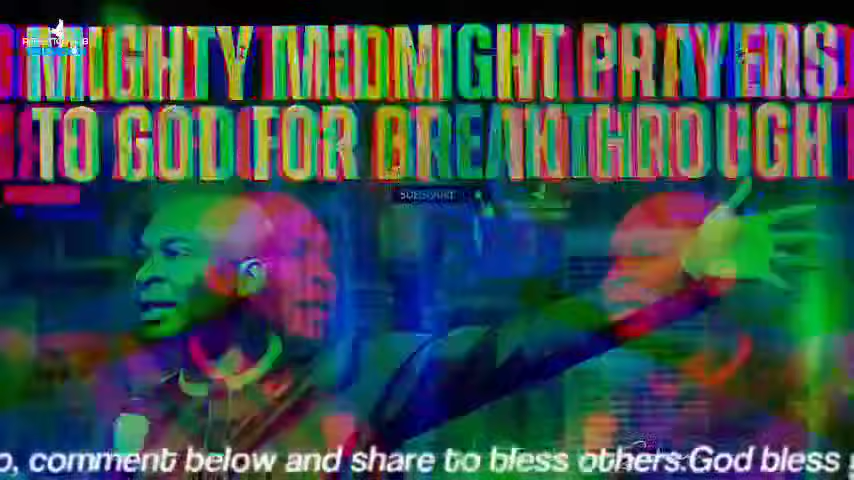 MIGHTY MIDNIGHT PRAYERS
TO GOD FOR BREAKTHROUGH
SUBSCRIBE
o, comment below and share to bless others.God bless